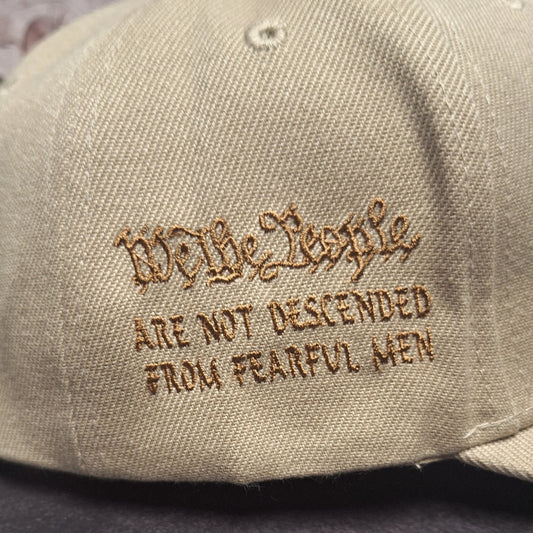 We The People
ARE NOT DESCENDED
FROM FEARFUL MEN